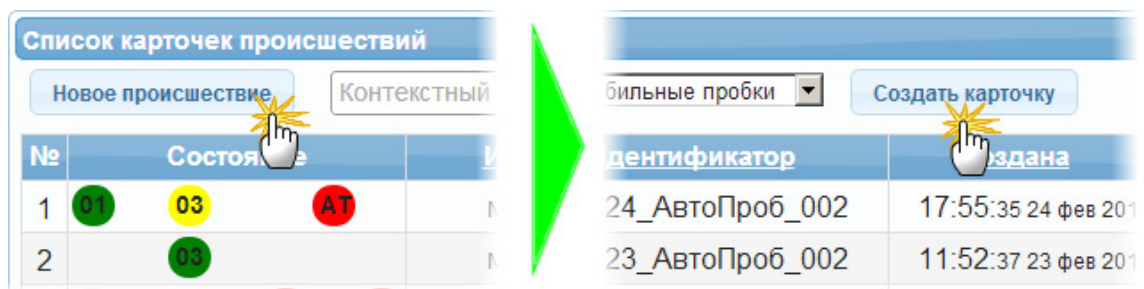 Список карточек происшествий
Новое происшествие Контекстный бильные пробки Создать карточку
№ Состояние И дентификатор оздана
1 01 03 АТ 24_АвтоПроб_002 17:55:35 24 фев 201
2 03 23_АвтоПроб_002 11:52:37 23 фев 201